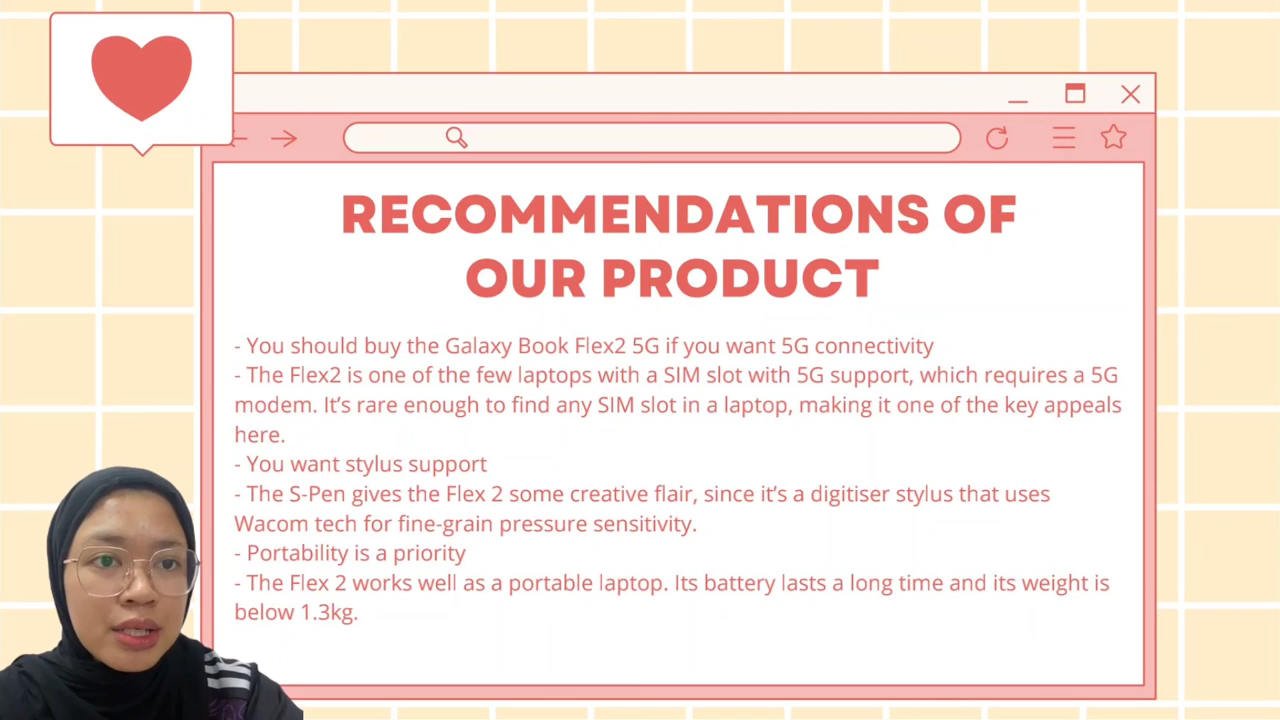 RECOMMENDATIONS OF
OUR PRODUCT
- You should buy the Galaxy Book Flex2 5G if you want 5G connectivity
- The Flex2 is one of the few laptops with a SIM slot with 5G support, which requires a 5G
modem. It’s rare enough to find any SIM slot in a laptop, making it one of the key appeals
here.
- You want stylus support
- The S-Pen gives the Flex 2 some creative flair, since it’s a digitiser stylus that uses
Wacom tech for fine-grain pressure sensitivity.
- Portability is a priority
- The Flex 2 works well as a portable laptop. Its battery lasts a long time and its weight is
below 1.3kg.